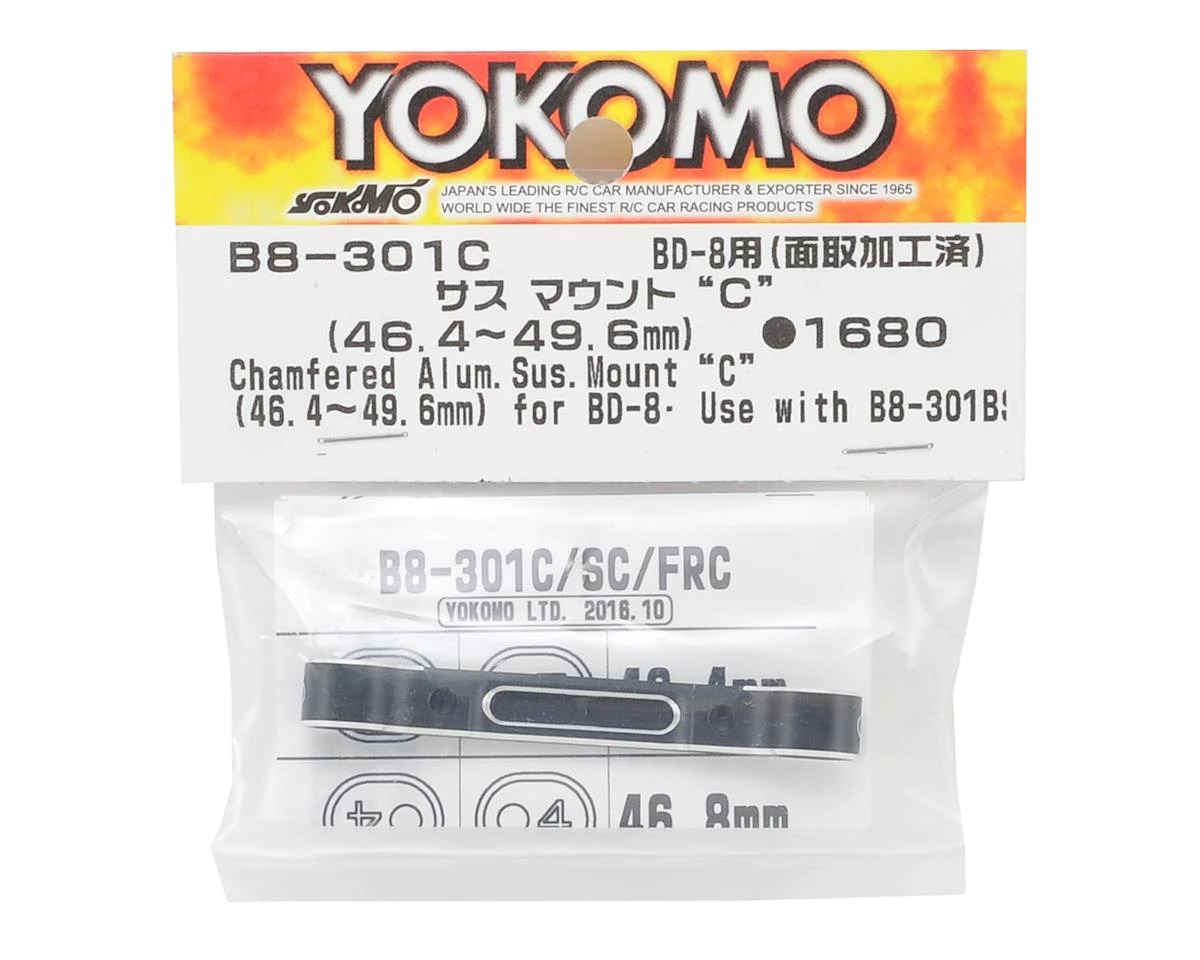 YOKOMO
YOKOMO JAPAN'S LEADING R/C CAR MANUFACTURER & EXPORTER SINCE 1965
WORLD WIDE THE FINEST R/C CAR RACING PRODUCTS
B8-301C BD-8用(面取加工済)
サス マウント “C”
(46.4~49.6mm) ●1680
Chamfered Alum. Sus. Mount “C”
(46.4~49.6mm) for BD-8· Use with B8-301BS
B8-301C/SC/FRC
YOKOMO LTD. 2016.10
4 4 46.8mm